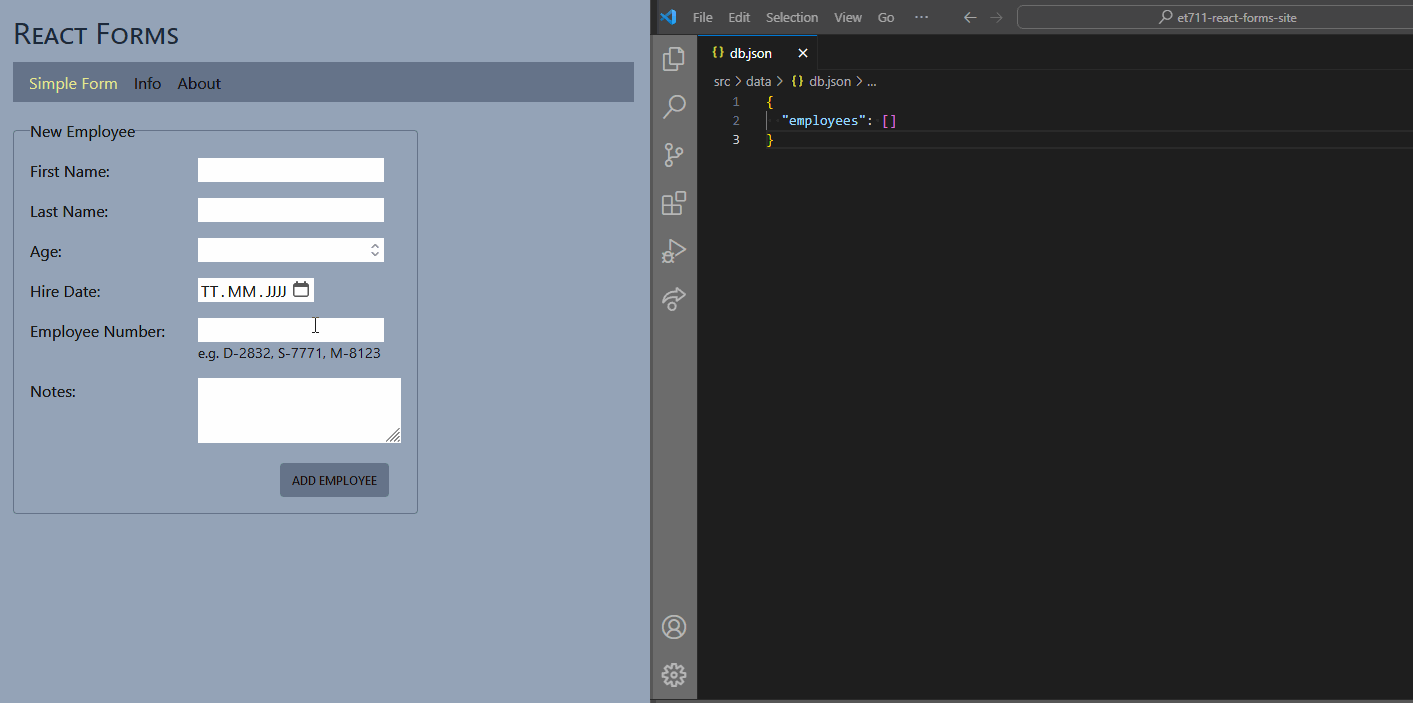 React Forms
Simple Form Info About
New Employee
First Name:
Last Name:
Age:
Hire Date: TT.MM.JJJJ
Employee Number:
e.g. D-2832, S-7771, M-8123
Notes:
ADD EMPLOYEE
File Edit Selection View Go ... et711-react-forms-site
{} db.json
src > data > {} db.json > ...
1 {
2 "employees": []
3 }